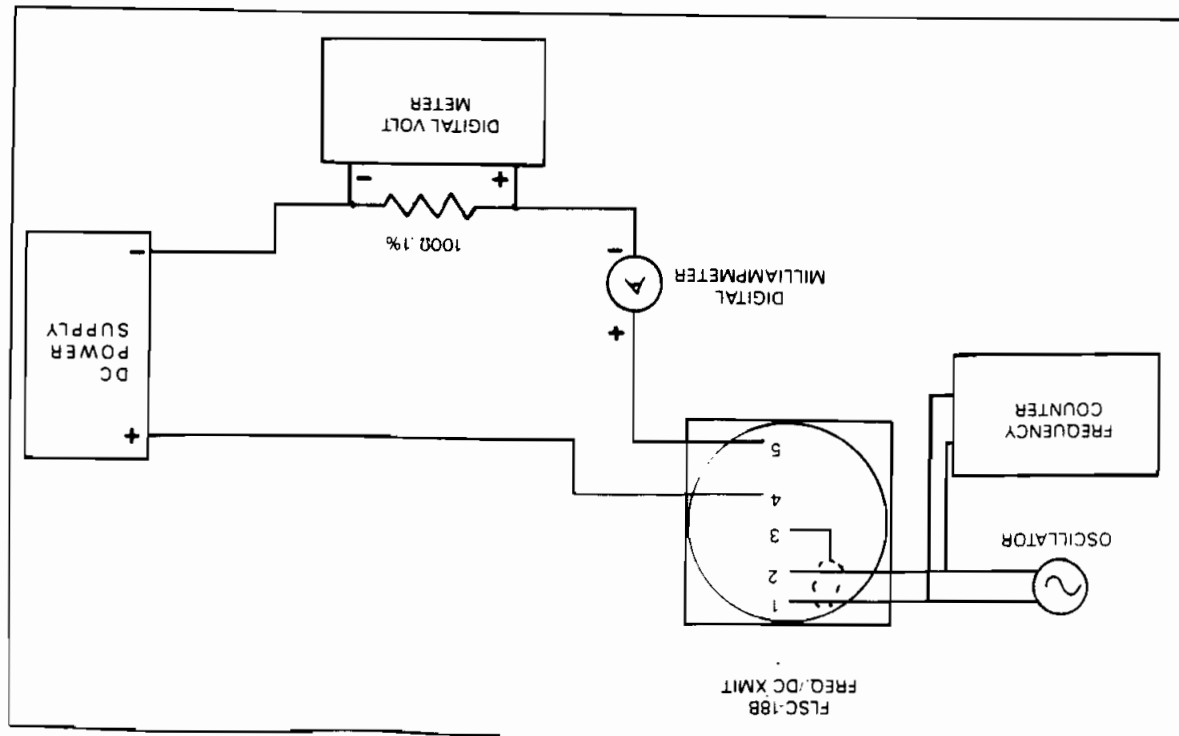 FLSC-18B
FREQ./DC XMIT
OSCILLATOR
1
2
3
4
5
FREQUENCY
COUNTER
+
DC
POWER
SUPPLY
-
+
A
-
DIGITAL
MILLIAMPMETER
100Ω .1%
+
-
DIGITAL VOLT
METER